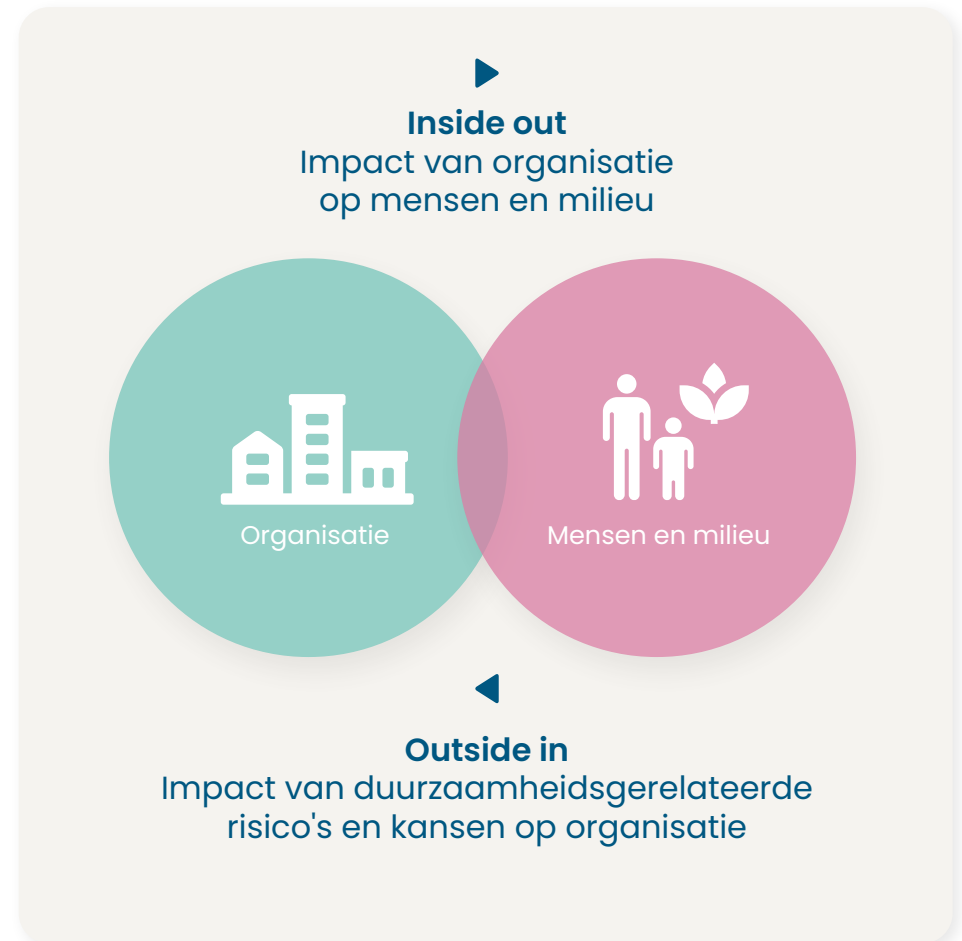 Inside out
Impact van organisatie
op mensen en milieu
Organisatie
Mensen en milieu
Outside in
Impact van duurzaamheidsgerelateerde
risico's en kansen op organisatie